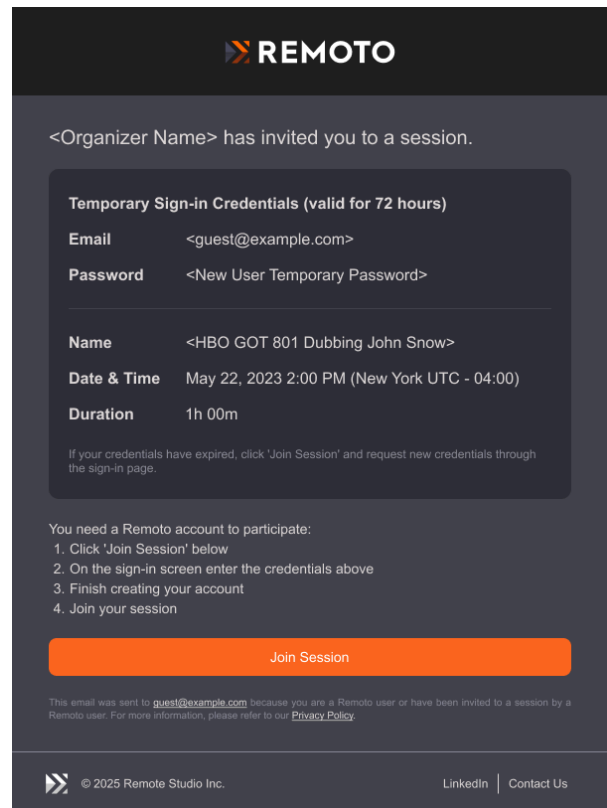 REMOTO
<Organizer Name> has invited you to a session.
Temporary Sign-in Credentials (valid for 72 hours)
Email <guest@example.com>
Password <New User Temporary Password>
Name <HBO GOT 801 Dubbing John Snow>
Date & Time May 22, 2023 2:00 PM (New York UTC - 04:00)
Duration 1h 00m
If your credentials have expired, click 'Join Session' and request new credentials through
the sign-in page.
You need a Remoto account to participate:
1. Click 'Join Session' below
2. On the sign-in screen enter the credentials above
3. Finish creating your account
4. Join your session
Join Session
This email was sent to guest@example.com because you are a Remoto user or have been invited to a session by a
Remoto user. For more information, please refer to our Privacy Policy.
© 2025 Remote Studio Inc. LinkedIn | Contact Us